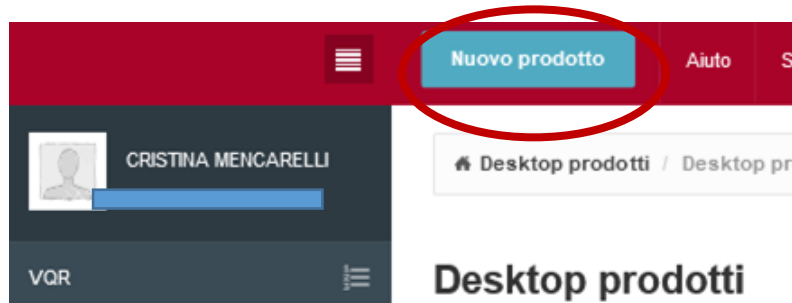 Nuovo prodotto Aiuto S
CRISTINA MENCARELLI
Desktop prodotti / Desktop pr
VQR
Desktop prodotti